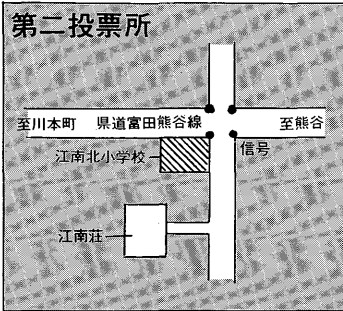 第二投票所
至川本町 県道富田熊谷線 至熊谷
江南北小学校 信号
江南荘